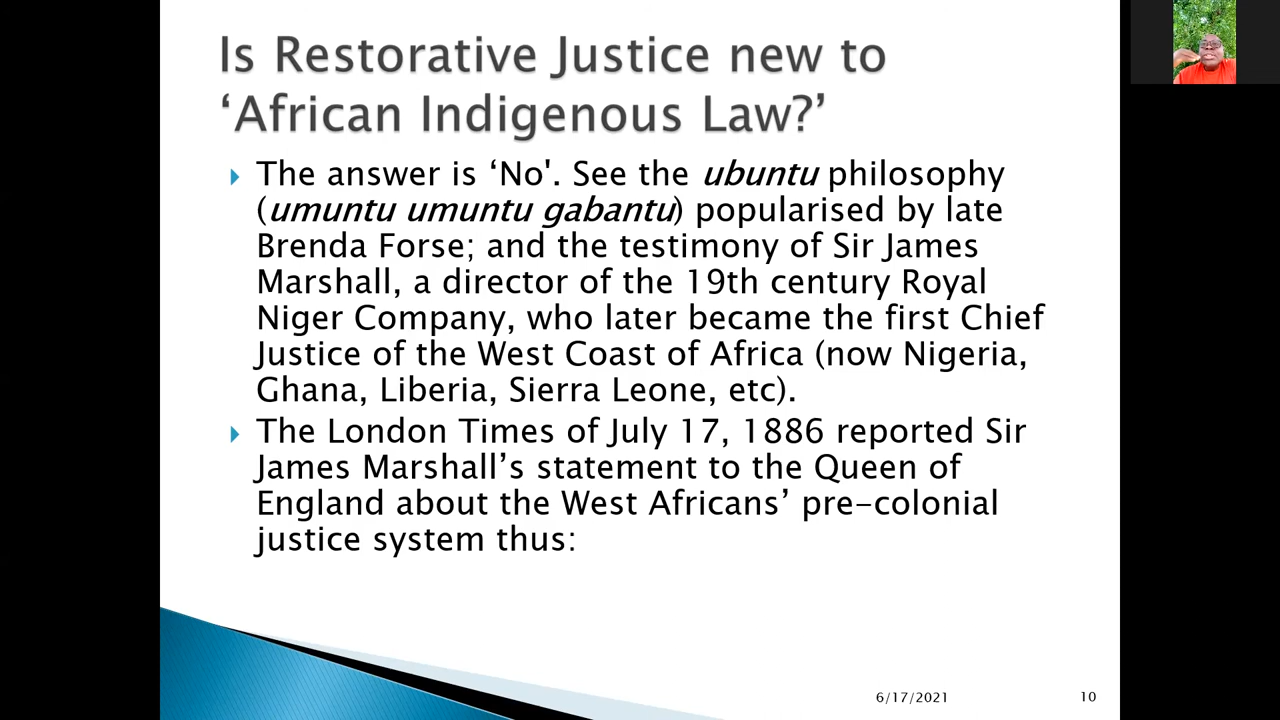 Is Restorative Justice new to
‘African Indigenous Law?’
The answer is ‘No'. See the ubuntu philosophy
(umuntu umuntu gabantu) popularised by late
Brenda Forse; and the testimony of Sir James
Marshall, a director of the 19th century Royal
Niger Company, who later became the first Chief
Justice of the West Coast of Africa (now Nigeria,
Ghana, Liberia, Sierra Leone, etc).
The London Times of July 17, 1886 reported Sir
James Marshall’s statement to the Queen of
England about the West Africans’ pre-colonial
justice system thus:
6/17/2021
10